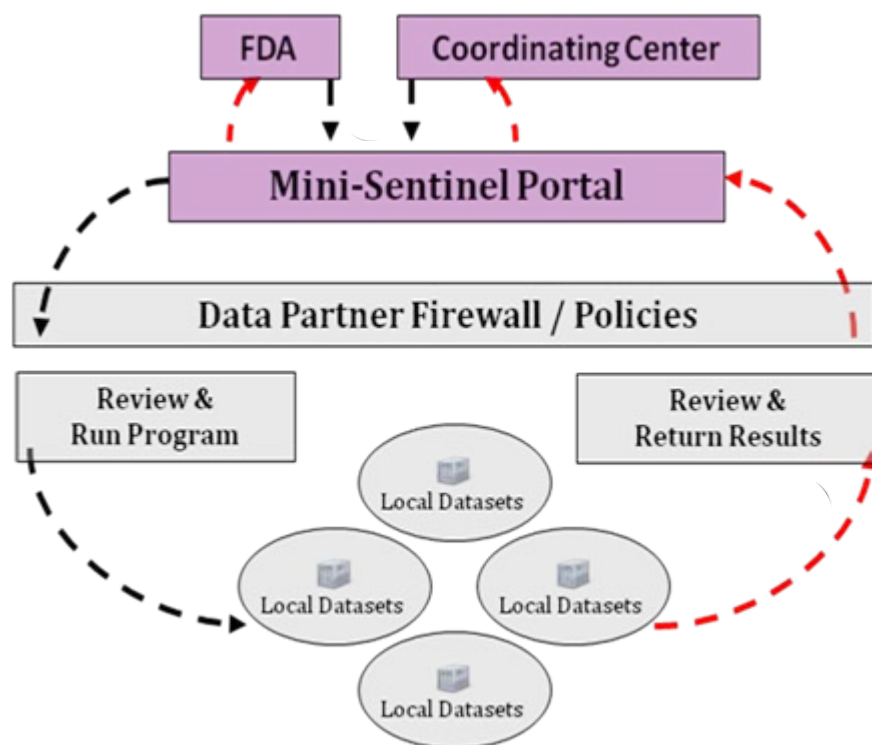 FDA
Coordinating Center
Mini-Sentinel Portal
Data Partner Firewall / Policies
Review &
Run Program
Review &
Return Results
Local Datasets
Local Datasets
Local Datasets
Local Datasets